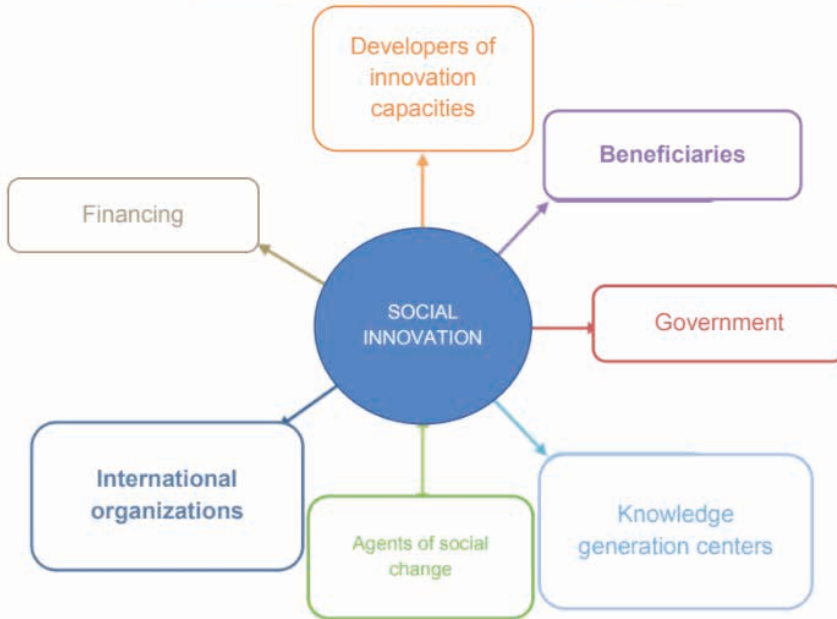 Developers of
innovation
capacities
Beneficiaries
Financing
SOCIAL
INNOVATION
Government
International
organizations
Agents of social
change
Knowledge
generation centers